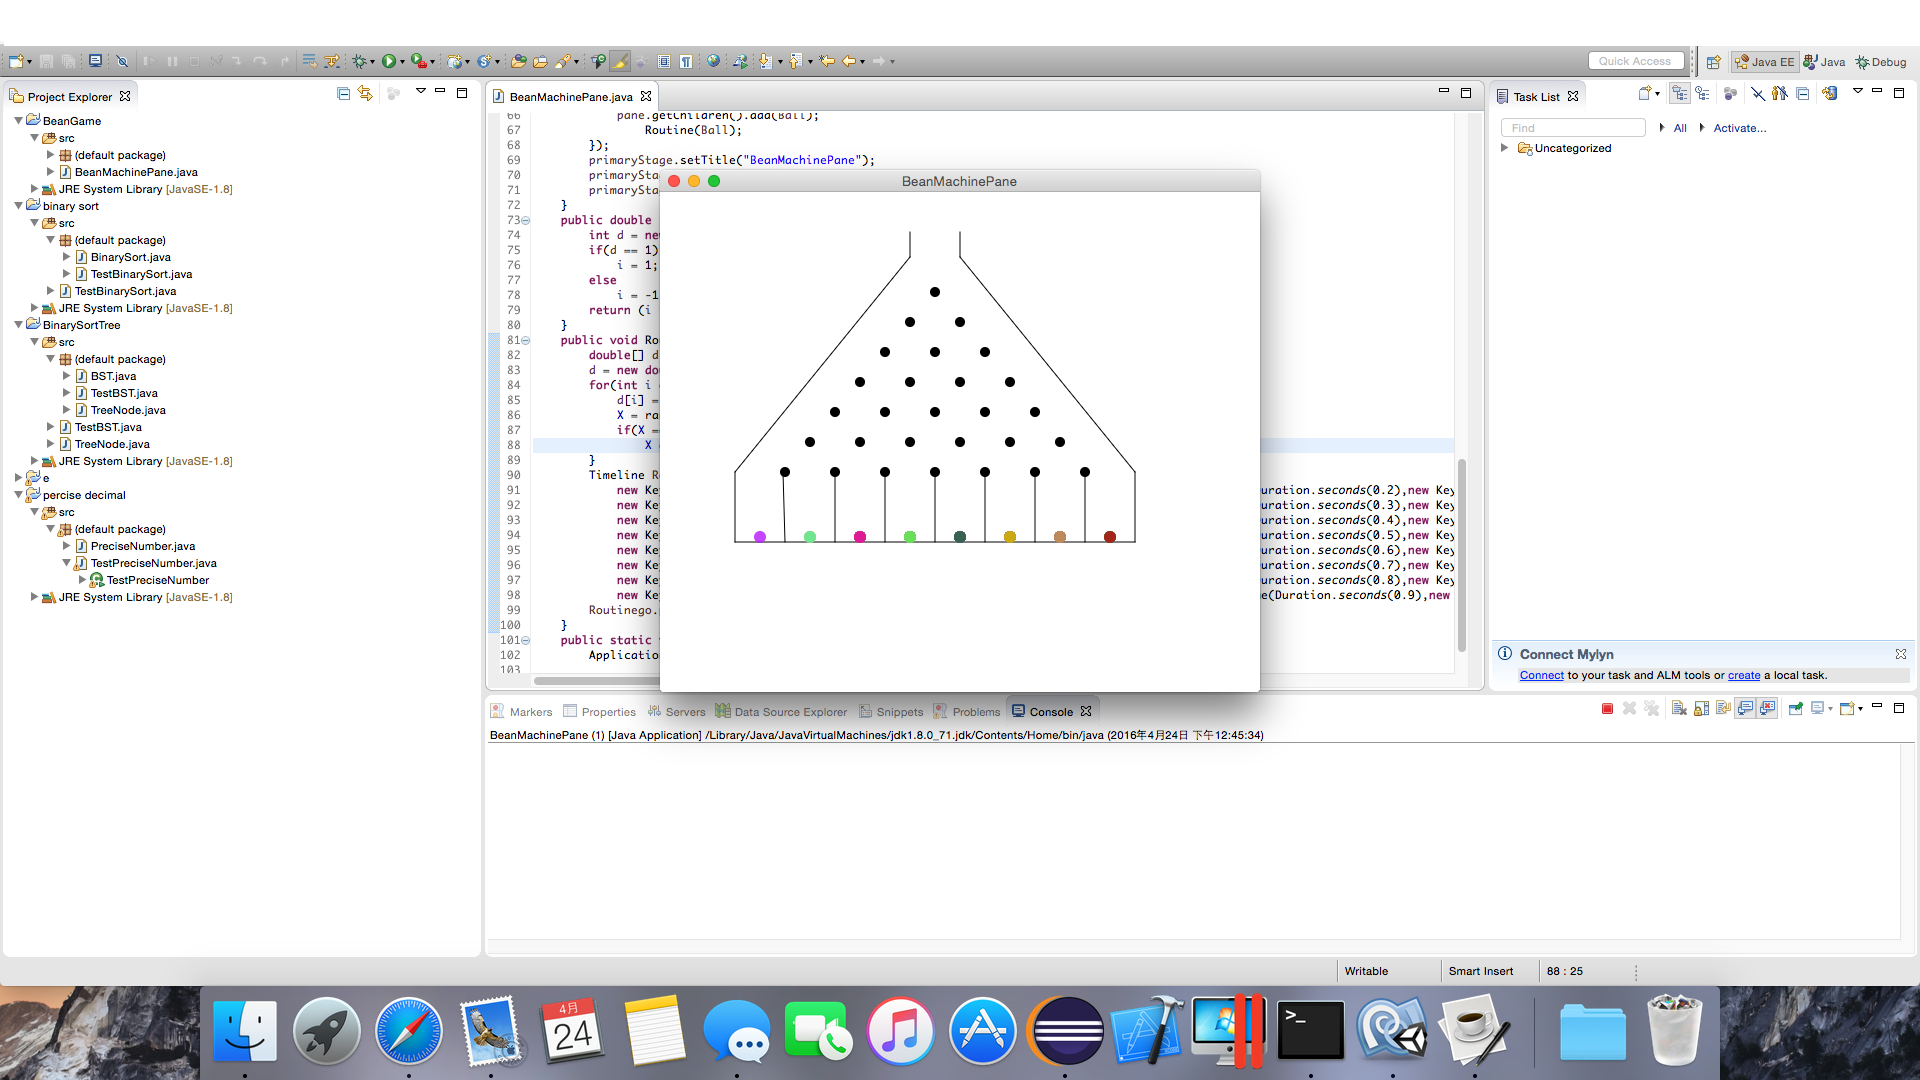 Quick Access
Java EE
Java
Debug
Project Explorer
BeanGame
src
(default package)
BeanMachinePane.java
JRE System Library [JavaSE-1.8]
binary sort
src
(default package)
BinarySort.java
TestBinarySort.java
TestBinarySort.java
JRE System Library [JavaSE-1.8]
BinarySortTree
src
(default package)
BST.java
TestBST.java
TreeNode.java
TestBST.java
TreeNode.java
JRE System Library [JavaSE-1.8]
e
percise decimal
src
(default package)
PreciseNumber.java
TestPreciseNumber.java
TestPreciseNumber
JRE System Library [JavaSE-1.8]
BeanMachinePane.java
66 pane.getChildren().add(Ball);
67 Routine(Ball);
68 });
69 primaryStage.setTitle("BeanMachinePane");
70 primarySta
71 primarySta
72 }
73 public double
74 int d = new
75 if(d == 1)
76 i = 1;
77 else
78 i = -1
79 return (i
80 }
81 public void Ro
82 double[] d
83 d = new do
84 for(int i
85 d[i] =
86 X = ra
87 if(X =
88 X
89 }
90 Timeline R
91 new Ke uration.seconds(0.2),new Key
92 new Ke uration.seconds(0.3),new Key
93 new Ke uration.seconds(0.4),new Key
94 new Ke uration.seconds(0.5),new Key
95 new Ke uration.seconds(0.6),new Key
96 new Ke uration.seconds(0.7),new Key
97 new Ke uration.seconds(0.8),new Key
98 new Ke e(Duration.seconds(0.9),new
99 Routinego.
100 }
101 public static
102 Application
103
BeanMachinePane
Task List
Find
All
Activate...
Uncategorized
Connect Mylyn
Connect to your task and ALM tools or create a local task.
Markers
Properties
Servers
Data Source Explorer
Snippets
Problems
Console
BeanMachinePane (1) [Java Application] /Library/Java/JavaVirtualMachines/jdk1.8.0_71.jdk/Contents/Home/bin/java (2016年4月24日 下午12:45:34)
Writable
Smart Insert
88 : 25
4月
24
>_